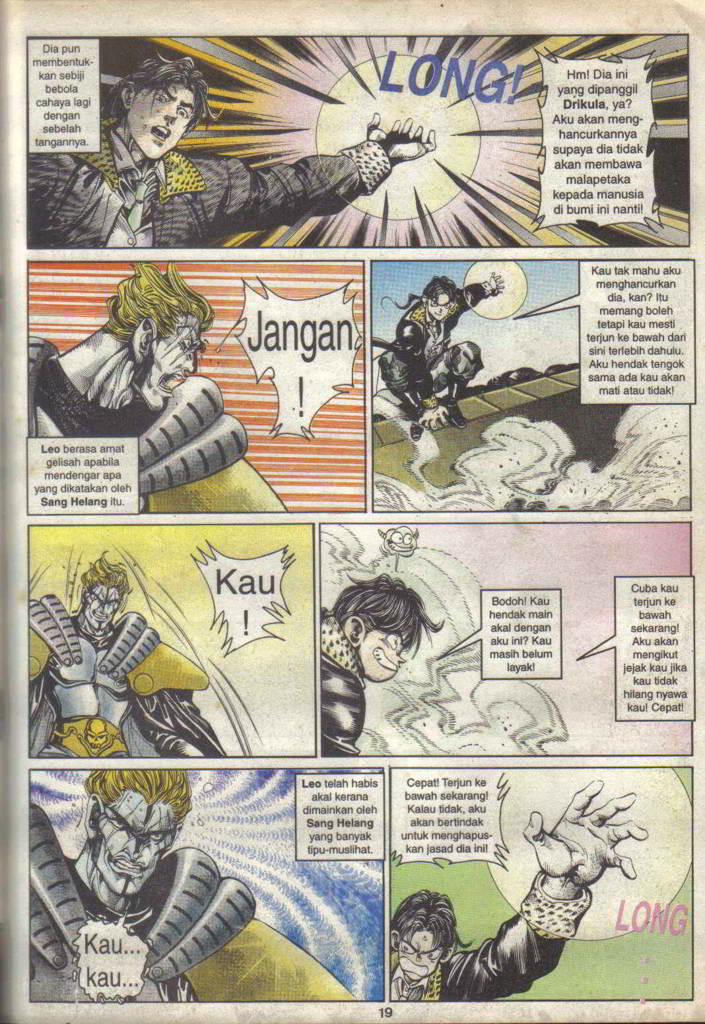 Dia pun
membentuk-
kan sebiji
bebola
cahaya lagi
dengan
sebelah
tangannya.
LONG!
Hm! Dia ini
yang dipanggil
Drikula, ya?
Aku akan meng-
hancurkannya
supaya dia tidak
akan membawa
malapetaka
kepada manusia
di bumi ini nanti!
Jangan
!
Leo berasa amat
gelisah apabila
mendengar apa
yang dikatakan oleh
Sang Helang itu.
Kau tak mahu aku
menghancurkan
dia, kan? Itu
memang boleh
tetapi kau mesti
terjun ke bawah dari
sini terlebih dahulu.
Aku hendak tengok
sama ada kau akan
mati atau tidak!
Kau
!
Bodoh! Kau
hendak main
akal dengan
aku ini? Kau
masih belum
layak!
Cuba kau
terjun ke
bawah
sekarang!
Aku akan
mengikut
jejak kau jika
kau tidak
hilang nyawa
kau! Cepat!
Leo telah habis
akal kerana
dimainkan oleh
Sang Helang
yang banyak
tipu-muslihat.
Kau...
kau...
Cepat! Terjun ke
bawah sekarang!
Kalau tidak, aku
akan bertindak
untuk menghapus-
kan jasad dia ini!
LONG
...
19